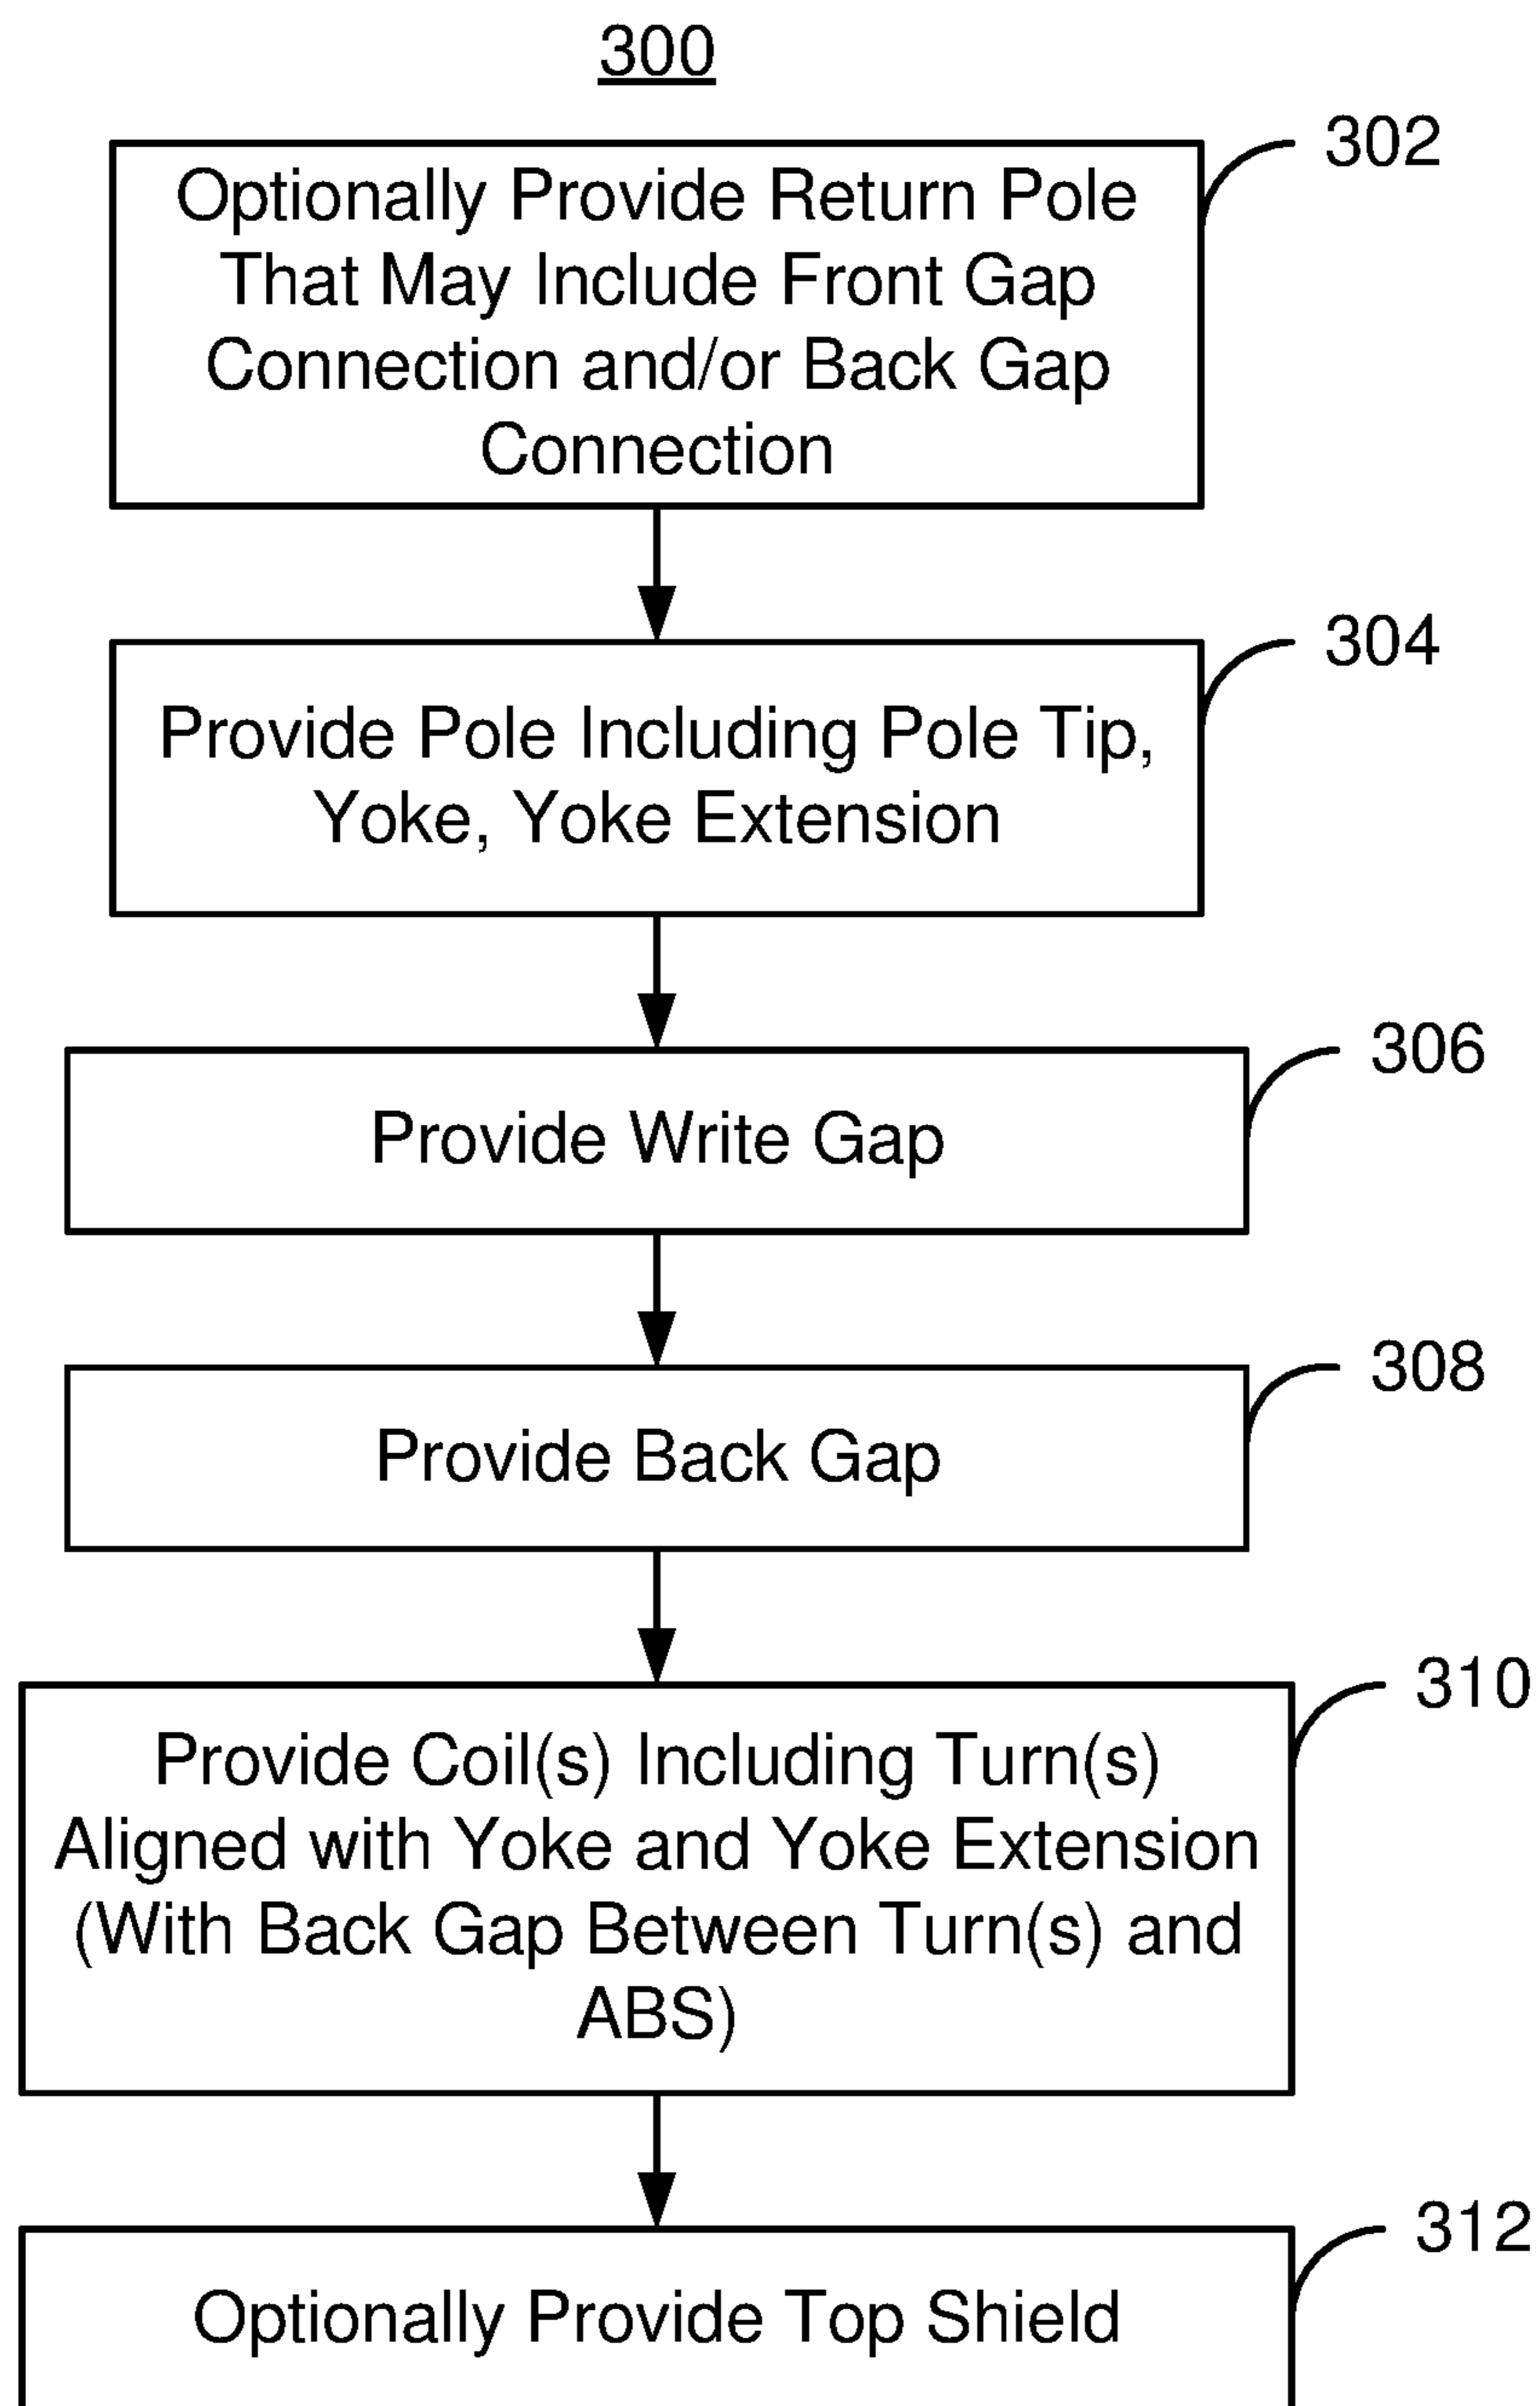 300
302
Optionally Provide Return Pole
That May Include Front Gap
Connection and/or Back Gap
Connection
304
Provide Pole Including Pole Tip,
Yoke, Yoke Extension
306
Provide Write Gap
308
Provide Back Gap
310
Provide Coil(s) Including Turn(s)
Aligned with Yoke and Yoke Extension
(With Back Gap Between Turn(s) and
ABS)
312
Optionally Provide Top Shield